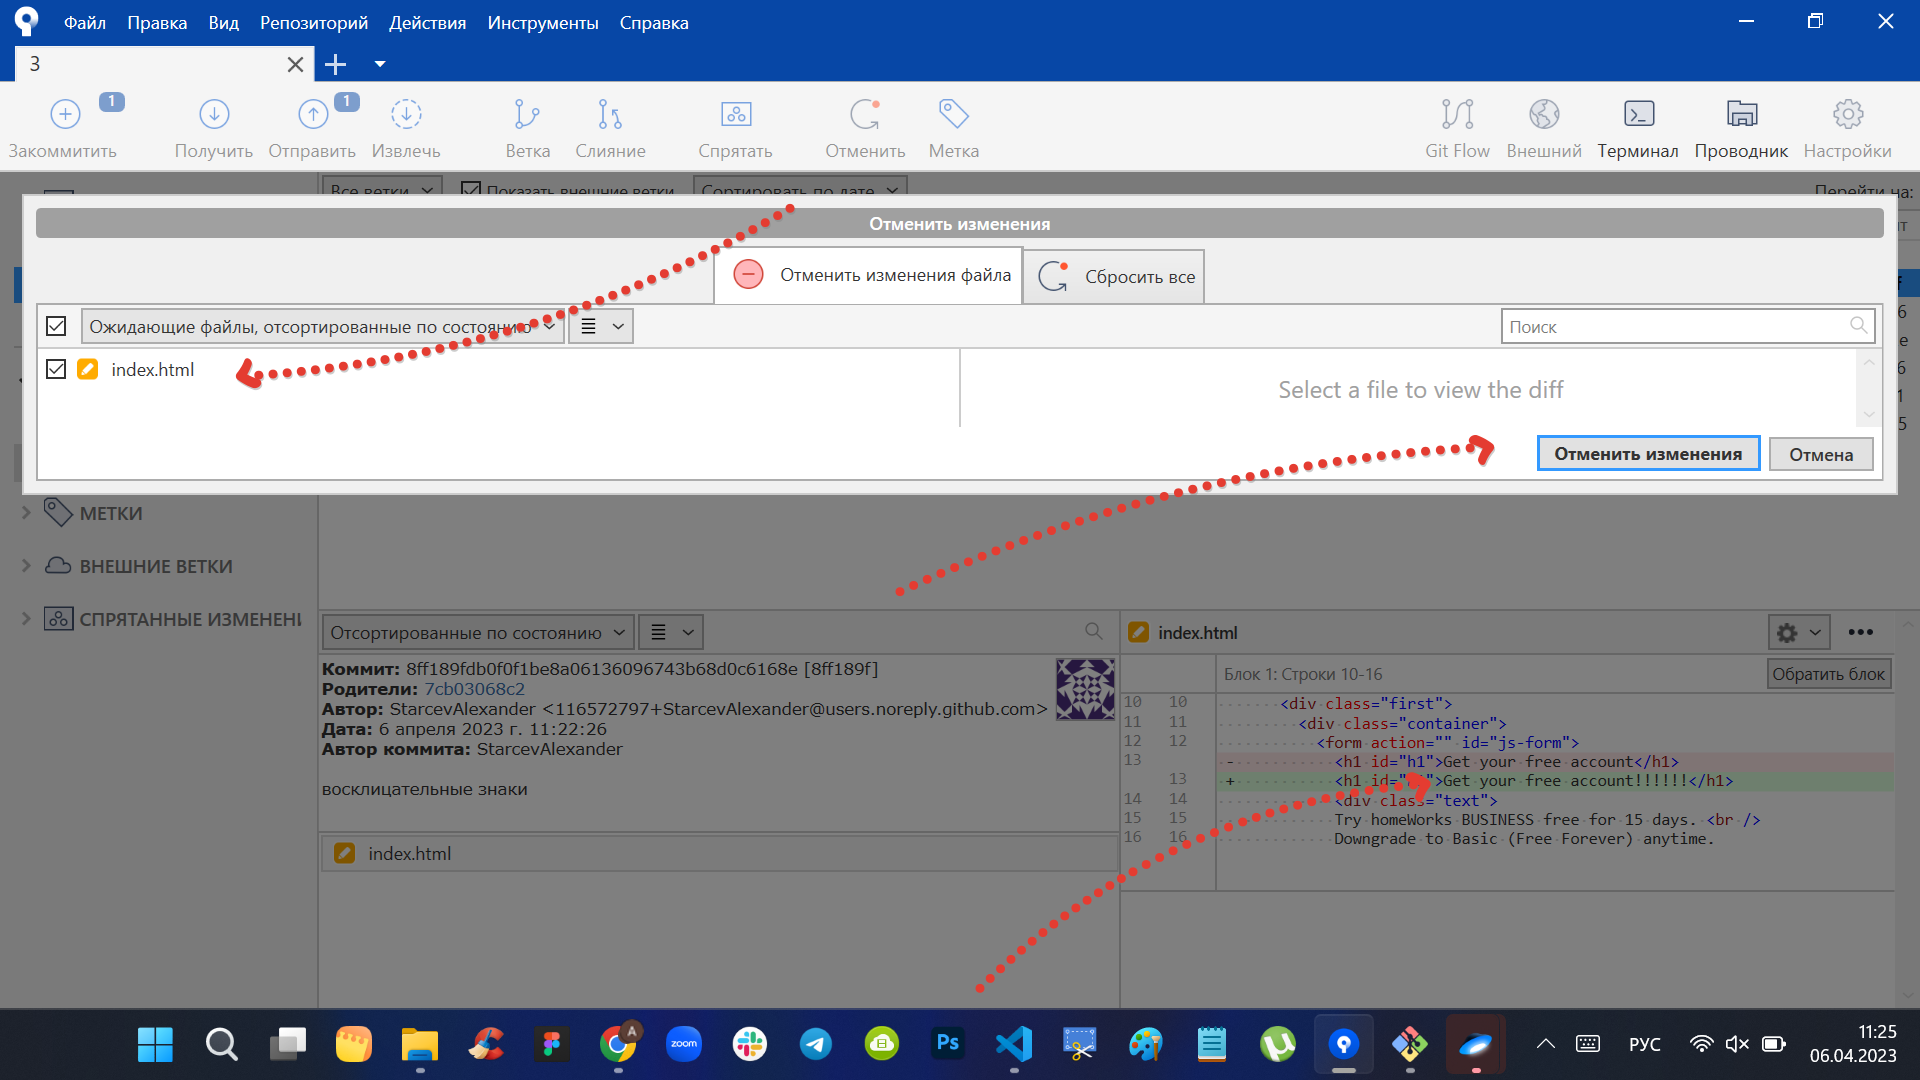 Файл Правка Вид Репозиторий Действия Инструменты Справка
3
1 1
Закоммитить Получить Отправить Извлечь Ветка Слияние Спрятать Отменить Метка Git Flow Внешний Терминал Проводник Настройки
Все ветки Показать внешние ветки Сортировать по дате Перейти на:
Отменить изменения
Отменить изменения файла Сбросить все
Ожидающие файлы, отсортированные по состоянию Поиск
index.html
Select a file to view the diff
Отменить изменения Отмена
МЕТКИ
ВНЕШНИЕ ВЕТКИ
СПРЯТАННЫЕ ИЗМЕНЕНИ
Отсортированные по состоянию
Коммит: 8ff189fdb0f0f1be8a06136096743b68d0c6168e [8ff189f]
Родители: 7cb03068c2
Автор: StarcevAlexander <116572797+StarcevAlexander@users.noreply.github.com>
Дата: 6 апреля 2023 г. 11:22:26
Автор коммита: StarcevAlexander
восклицательные знаки
index.html
index.html
Блок 1: Строки 10-16 Обратить блок
10 10 <div class="first">
11 11 <div class="container">
12 12 <form action="" id="js-form">
13 - <h1 id="h1">Get your free account</h1>
13 + <h1 id="h1">Get your free account!!!!!!</h1>
14 14 <div class="text">
15 15 Try homeWorks BUSINESS free for 15 days. <br />
16 16 Downgrade to Basic (Free Forever) anytime.
A zoom Ps РУС 11:25
06.04.2023